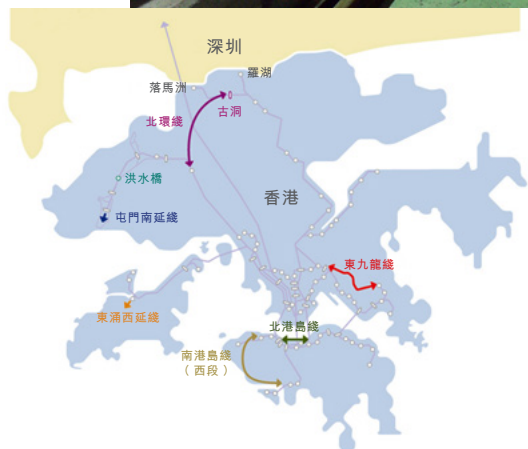 深圳
羅湖
落馬洲
古洞
北環綫
洪水橋
香港
屯門南延綫
東九龍綫
東涌西延綫
北港島綫
南港島綫
（西段）